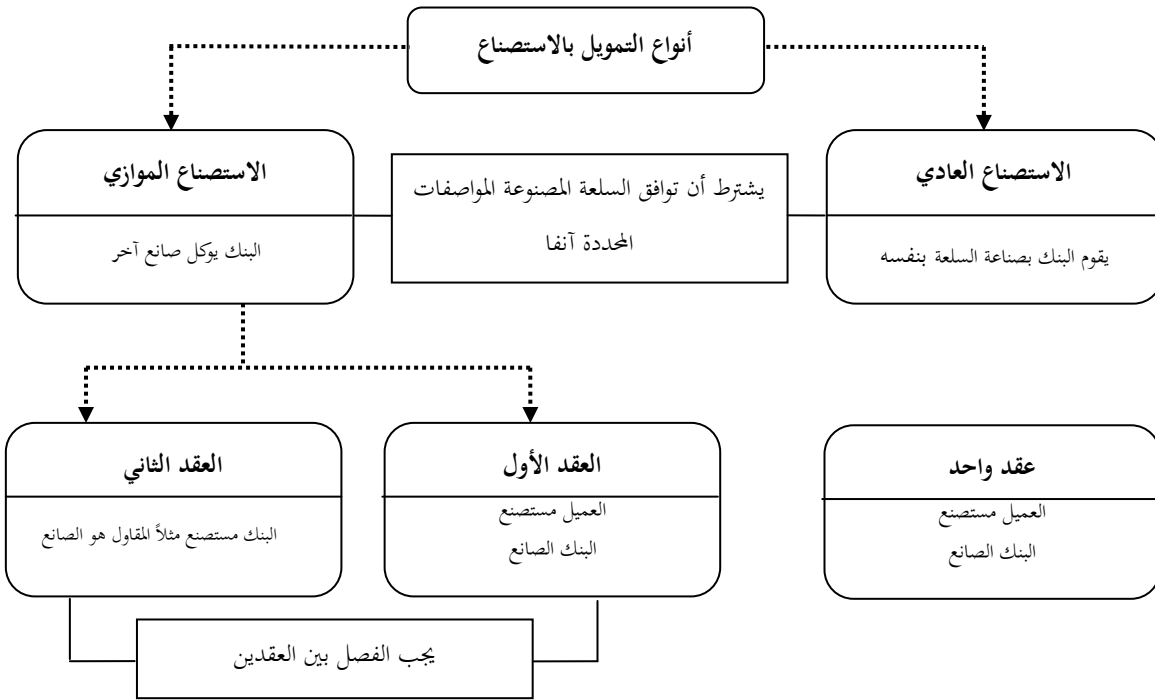 أنواع التمويل بالاستصناع
الاستصناع العادي
يقوم البنك بصناعة السلعة بنفسه
يشترط أن توافق السلعة المصنوعة المواصفات
المحددة آنفا
الاستصناع الموازي
البنك يوكل صانع آخر
عقد واحد
العميل مستصنع
البنك الصانع
العقد الأول
العميل مستصنع
البنك الصانع
العقد الثاني
البنك مستصنع مثلاً المقاول هو الصانع
يجب الفصل بين العقدين